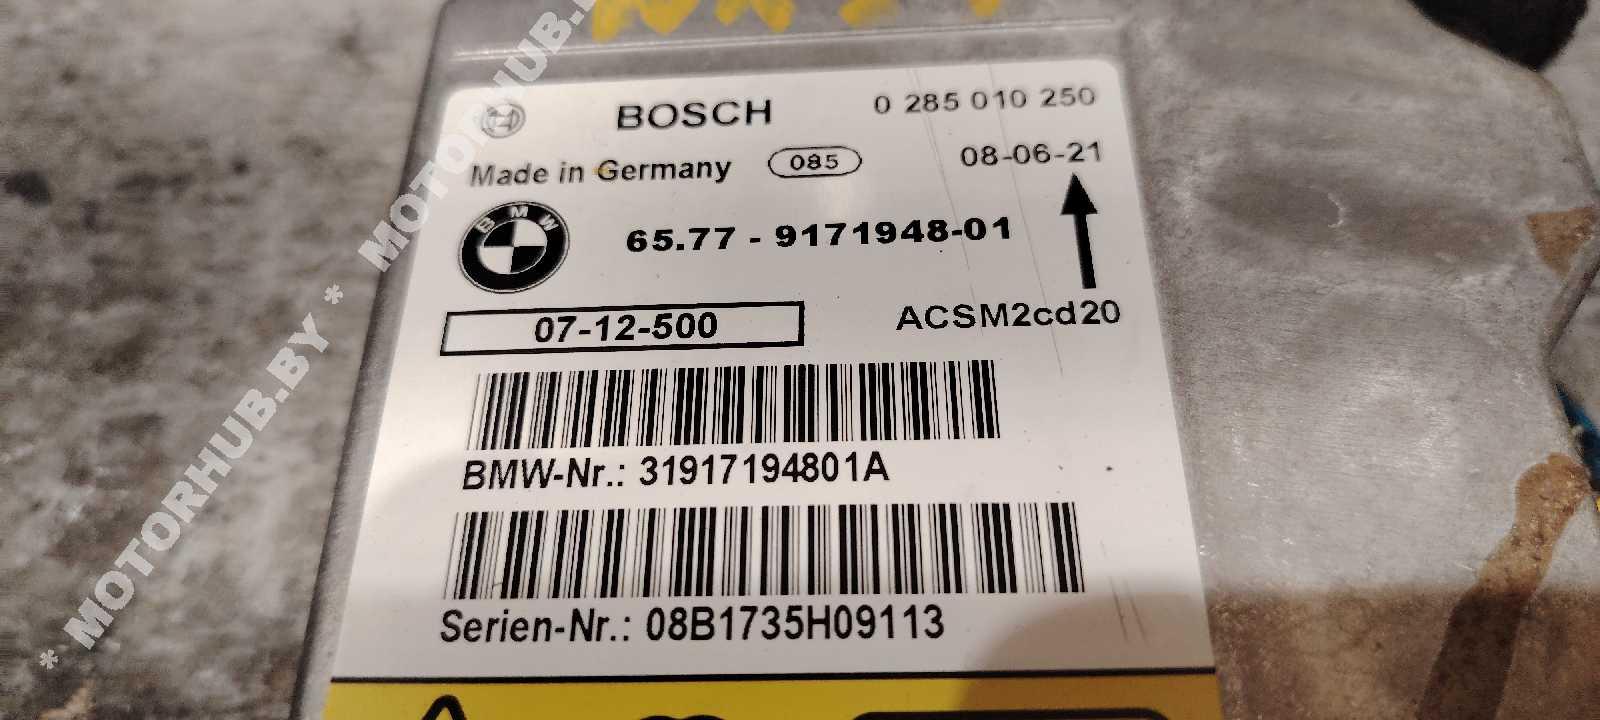 BOSCH 0 285 010 250
Made in Germany 085 08-06-21
BMW 65.77 - 9171948-01
07-12-500 ACSM2cd20
BMW-Nr.: 31917194801A
Serien-Nr.: 08B1735H09113
* MOTORHUB.BY * MOTORHUB.